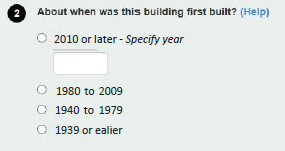 2 About when was this building first built? (Help)
2010 or later - Specify year
1980 to 2009
1940 to 1979
1939 or ealier